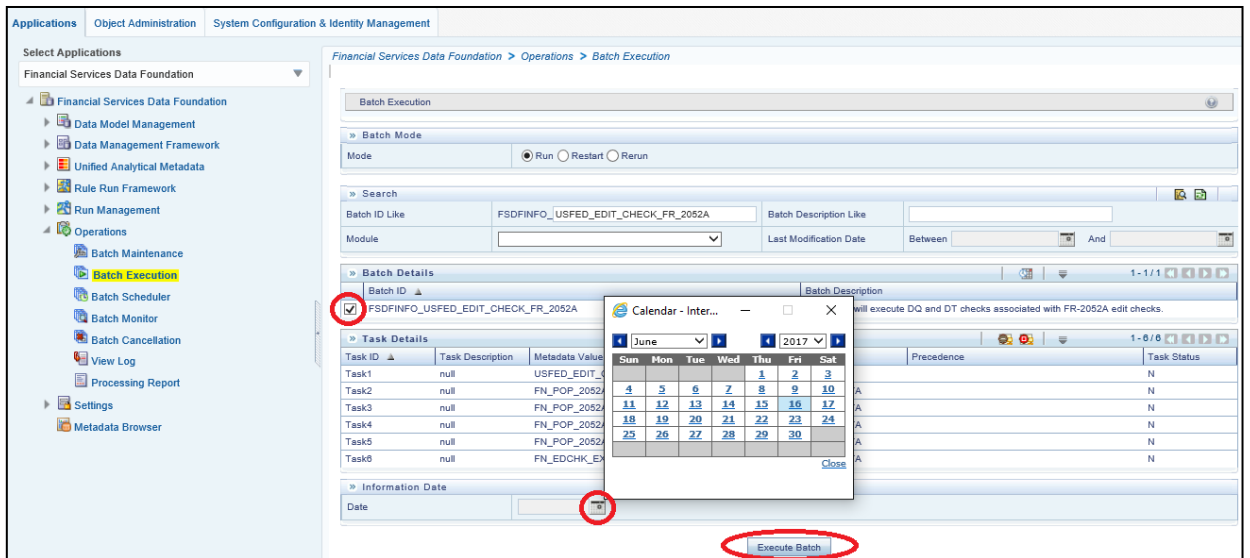 Applications Object Administration System Configuration & Identity Management
Select Applications
Financial Services Data Foundation
Financial Services Data Foundation
Data Model Management
Data Management Framework
Unified Analytical Metadata
Rule Run Framework
Run Management
Operations
Batch Maintenance
Batch Execution
Batch Scheduler
Batch Monitor
Batch Cancellation
View Log
Processing Report
Settings
Metadata Browser
Financial Services Data Foundation > Operations > Batch Execution
Batch Execution
» Batch Mode
Mode Run Restart Rerun
» Search
Batch ID Like FSDFINFO_ USFED_EDIT_CHECK_FR_2052A Batch Description Like
Module Last Modification Date Between And
» Batch Details 1-1/1
Batch ID Batch Description
FSDFINFO_USFED_EDIT_CHECK_FR_2052A will execute DQ and DT checks associated with FR-2052A edit checks.
» Task Details 1-6/6
Task ID Task Description Metadata Value Precedence Task Status
Task1 null USFED_EDIT_ N
Task2 null FN_POP_2052A N
Task3 null FN_POP_2052A N
Task4 null FN_POP_2052A N
Task5 null FN_POP_2052A N
Task6 null FN_EDCHK_EX N
Calendar - Inter...
June 2017
Sun Mon Tue Wed Thu Fri Sat
1 2 3
4 5 6 7 8 9 10
11 12 13 14 15 16 17
18 19 20 21 22 23 24
25 26 27 28 29 30
Close
» Information Date
Date
Execute Batch